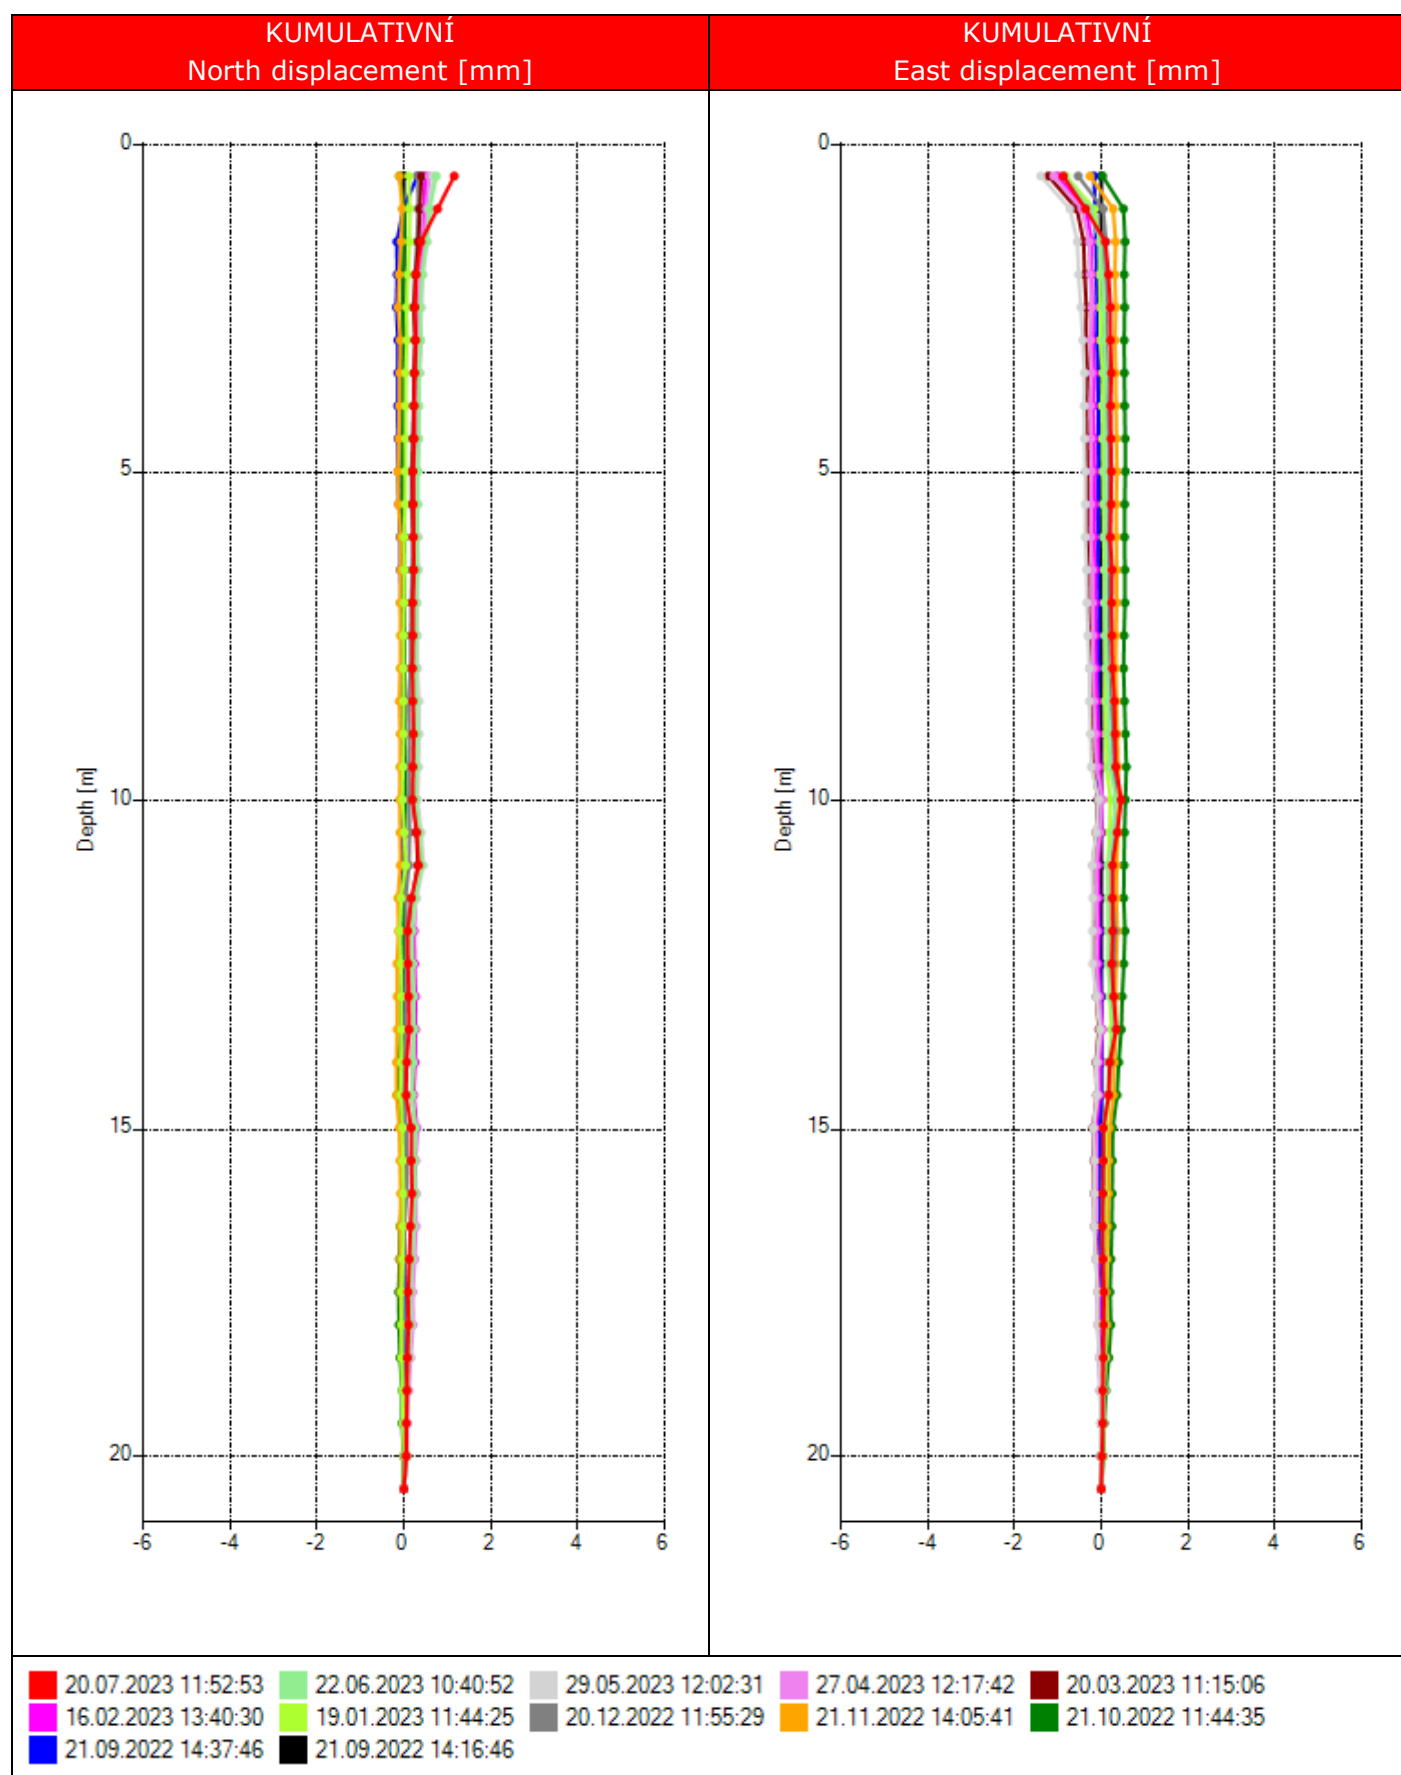 KUMULATIVNÍ
North displacement [mm]
KUMULATIVNÍ
East displacement [mm]
0
5
10
15
20
Depth [m]
-6 -4 -2 0 2 4 6
0
5
10
15
20
Depth [m]
-6 -4 -2 0 2 4 6
20.07.2023 11:52:53 22.06.2023 10:40:52 29.05.2023 12:02:31 27.04.2023 12:17:42 20.03.2023 11:15:06
16.02.2023 13:40:30 19.01.2023 11:44:25 20.12.2022 11:55:29 21.11.2022 14:05:41 21.10.2022 11:44:35
21.09.2022 14:37:46 21.09.2022 14:16:46